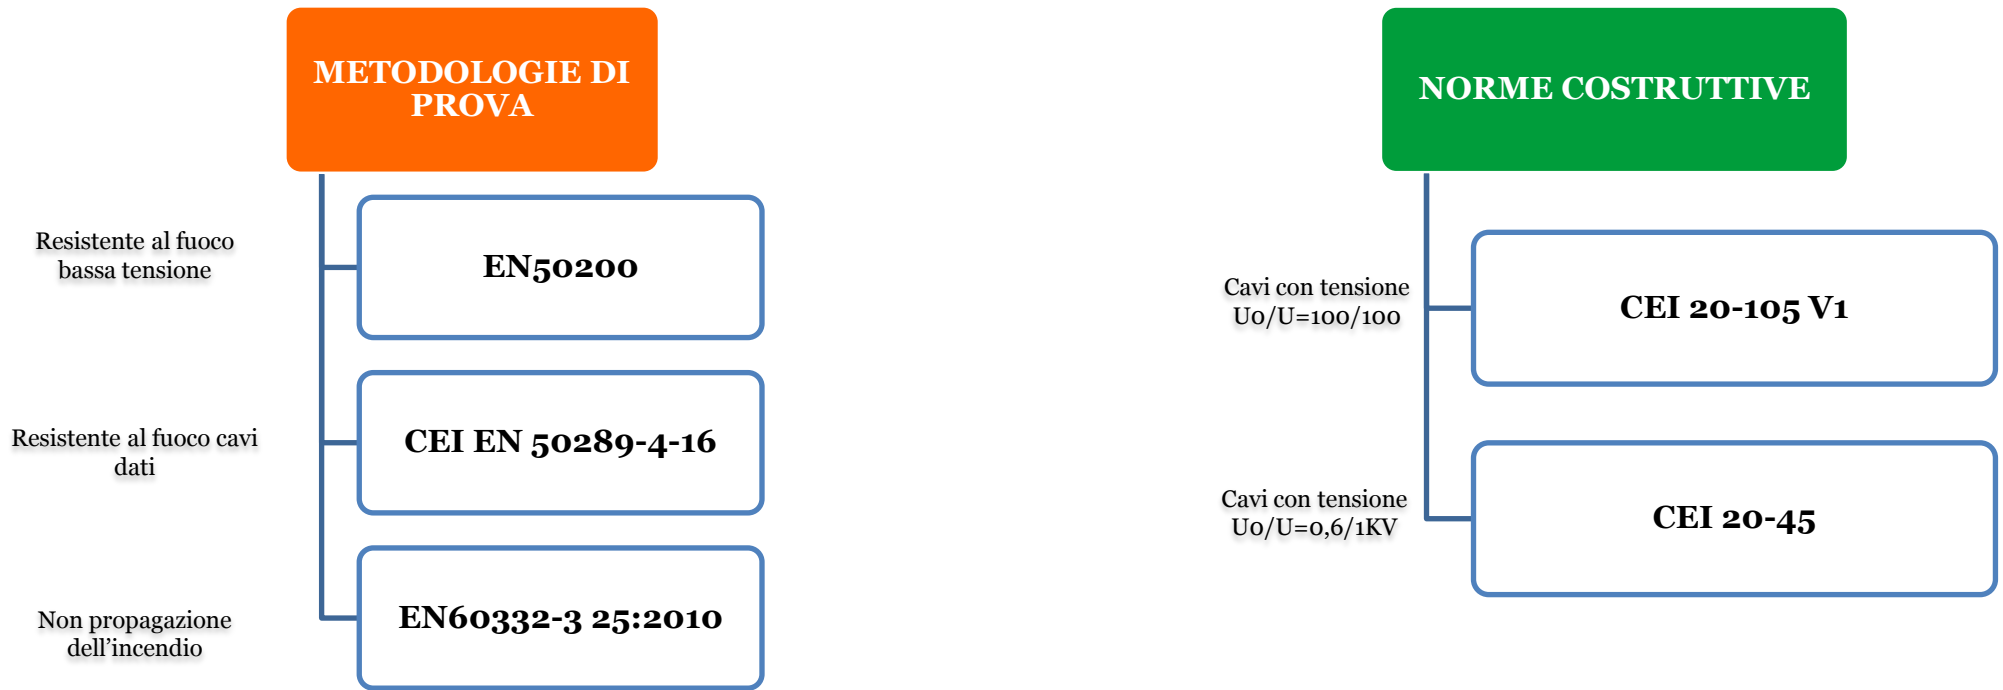 METODOLOGIE DI
PROVA
Resistente al fuoco
bassa tensione
EN50200
Resistente al fuoco cavi
dati
CEI EN 50289-4-16
Non propagazione
dell’incendio
EN60332-3 25:2010
NORME COSTRUTTIVE
Cavi con tensione
U0/U=100/100
CEI 20-105 V1
Cavi con tensione
U0/U=0,6/1KV
CEI 20-45